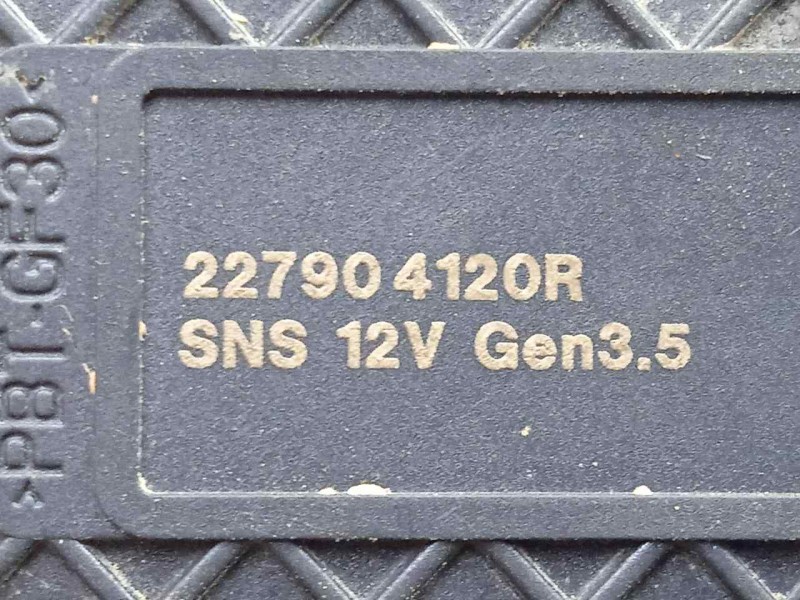 22790 4120R
SNS 12V Gen3.5
>PBT-GF30<